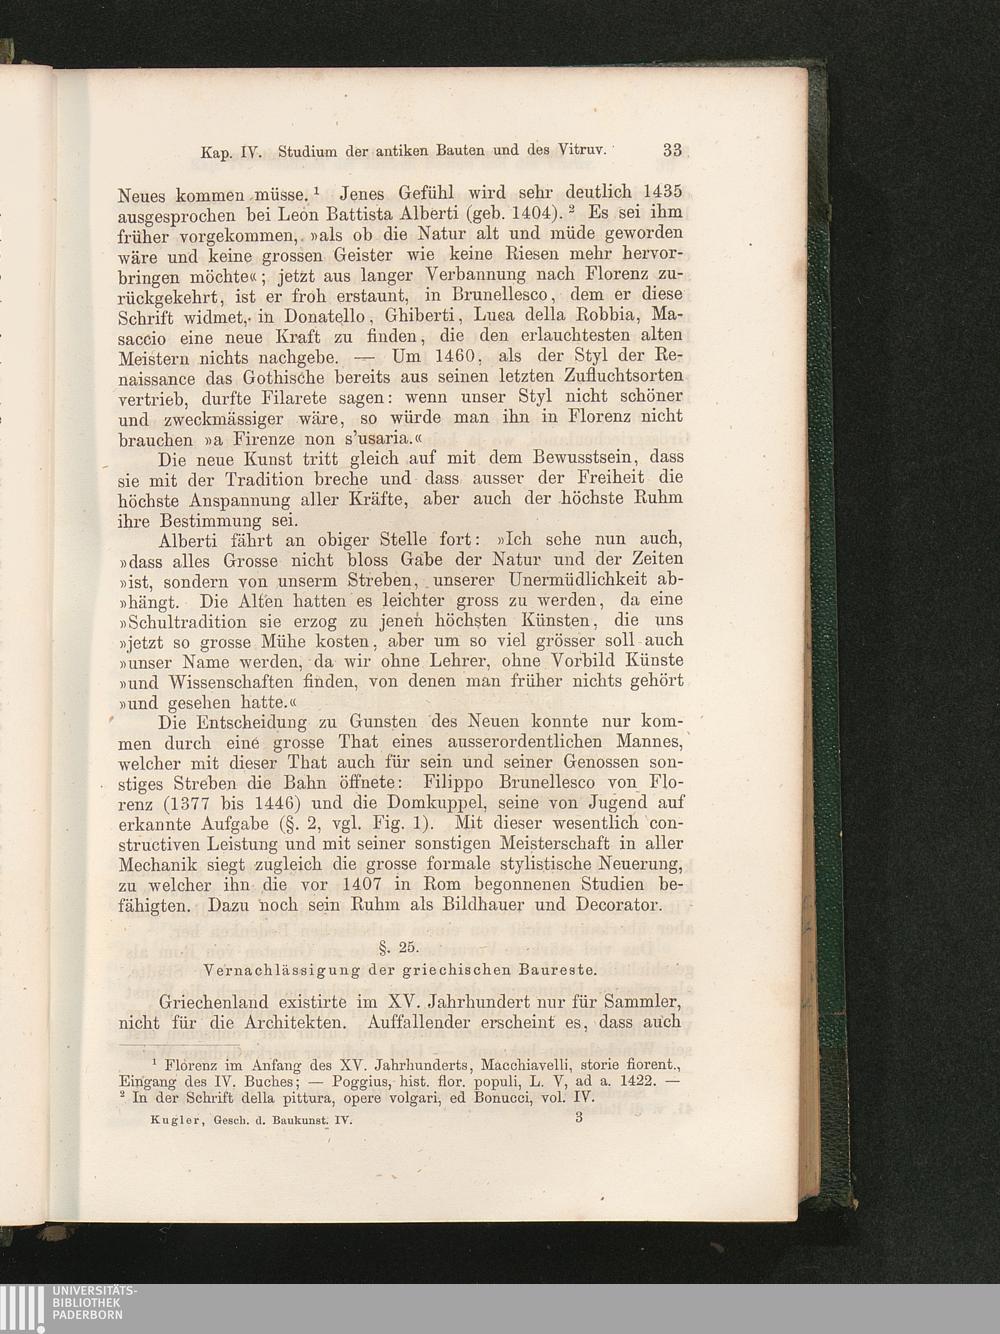 Kap. IV. Studium der antiken Bauten und des Vitruv. 33
Neues kommen müsse. ¹ Jenes Gefühl wird sehr deutlich 1435
ausgesprochen bei Leon Battista Alberti (geb. 1404). ² Es sei ihm
früher vorgekommen, »als ob die Natur alt und müde geworden
wäre und keine grossen Geister wie keine Riesen mehr hervor-
bringen möchte«; jetzt aus langer Verbannung nach Florenz zu-
rückgekehrt, ist er froh erstaunt, in Brunellesco, dem er diese
Schrift widmet, in Donatello, Ghiberti, Luca della Robbia, Ma-
saccio eine neue Kraft zu finden, die den erlauchtesten alten
Meistern nichts nachgebe. — Um 1460, als der Styl der Re-
naissance das Gothische bereits aus seinen letzten Zufluchtsorten
vertrieb, durfte Filarete sagen: wenn unser Styl nicht schöner
und zweckmässiger wäre, so würde man ihn in Florenz nicht
brauchen »a Firenze non s'usaria.«
Die neue Kunst tritt gleich auf mit dem Bewusstsein, dass
sie mit der Tradition breche und dass ausser der Freiheit die
höchste Anspannung aller Kräfte, aber auch der höchste Ruhm
ihre Bestimmung sei.
Alberti fährt an obiger Stelle fort: »Ich sehe nun auch,
»dass alles Grosse nicht bloss Gabe der Natur und der Zeiten
»ist, sondern von unserm Streben, unserer Unermüdlichkeit ab-
»hängt. Die Alten hatten es leichter gross zu werden, da eine
»Schultradition sie erzog zu jenen höchsten Künsten, die uns
»jetzt so grosse Mühe kosten, aber um so viel grösser soll auch
»unser Name werden, da wir ohne Lehrer, ohne Vorbild Künste
»und Wissenschaften finden, von denen man früher nichts gehört
»und gesehen hatte.«
Die Entscheidung zu Gunsten des Neuen konnte nur kom-
men durch eine grosse That eines ausserordentlichen Mannes,
welcher mit dieser That auch für sein und seiner Genossen son-
stiges Streben die Bahn öffnete: Filippo Brunellesco von Flo-
renz (1377 bis 1446) und die Domkuppel, seine von Jugend auf
erkannte Aufgabe (§. 2, vgl. Fig. 1). Mit dieser wesentlich con-
structiven Leistung und mit seiner sonstigen Meisterschaft in aller
Mechanik siegt zugleich die grosse formale stylistische Neuerung,
zu welcher ihn die vor 1407 in Rom begonnenen Studien be-
fähigten. Dazu noch sein Ruhm als Bildhauer und Decorator.
§. 25.
Vernachlässigung der griechischen Baureste.
Griechenland existirte im XV. Jahrhundert nur für Sammler,
nicht für die Architekten. Auffallender erscheint es, dass auch
¹ Florenz im Anfang des XV. Jahrhunderts, Macchiavelli, storie fiorent.,
Eingang des IV. Buches; — Poggius, hist. flor. populi, L. V, ad a. 1422. —
² In der Schrift della pittura, opere volgari, ed Bonucci, vol. IV.
Kugler, Gesch. d. Baukunst. IV. 3
UNIVERSITÄTS-
BIBLIOTHEK
PADERBORN